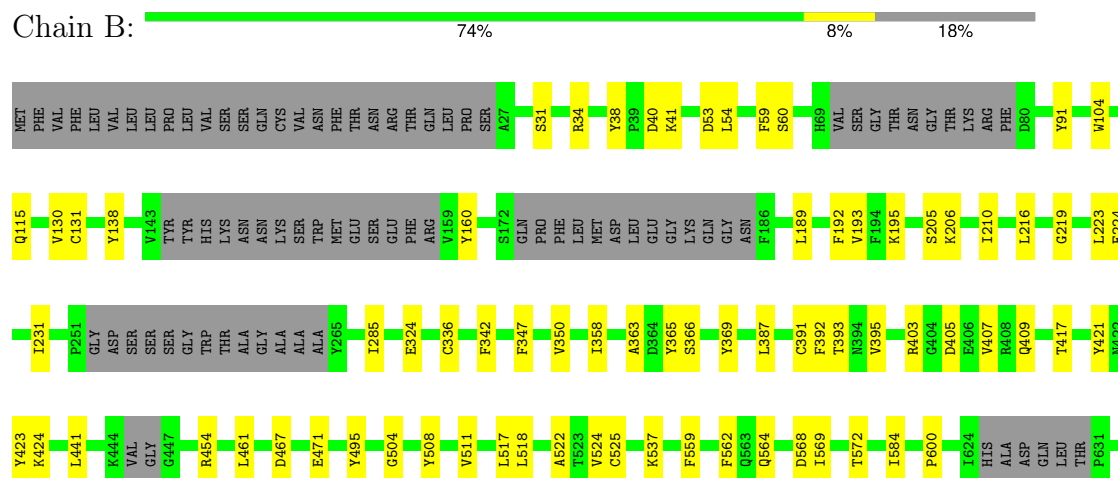 Chain B:
74% 8% 18%
MET PHE VAL PHE LEU VAL LEU LEU PRO LEU VAL SER SER GLN CYS VAL ASN PHE THR ASN ARG THR GLN LEU PRO SER A27 S31 R34 Y38 P39 D40 K41 D53 L54 F59 S60 H69 VAL SER GLY THR ASN GLY THR LYS ARG PHE D80 Y91 W104
Q115 V130 C131 Y138 V143 TYR TYR HIS LYS ASN ASN LYS SER TRP MET GLU SER GLU PHE ARG V159 Y160 S172 GLN PRO PHE LEU MET ASP LEU GLU GLY LYS GLN GLY ASN F186 L189 F192 V193 F194 K195 S205 K206 I210 L216 G219 L223
I231 P251 GLY ASP SER SER SER GLY TRP THR ALA GLY ALA ALA ALA Y265 I285 E324 C336 F342 F347 V350 I358 A363 D364 Y365 S366 Y369 L387 C391 F392 T393 N394 V395 R403 G404 D405 E406 V407 R408 Q409 T417 Y421
Y423 K424 L441 K444 VAL GLY G447 R454 L461 D467 E471 Y495 G504 Y508 V511 L517 L518 A522 T523 V524 C525 K537 F559 F562 Q563 Q564 D568 I569 T572 I584 P600 I624 HIS ALA ASP GLN LEU THR P631